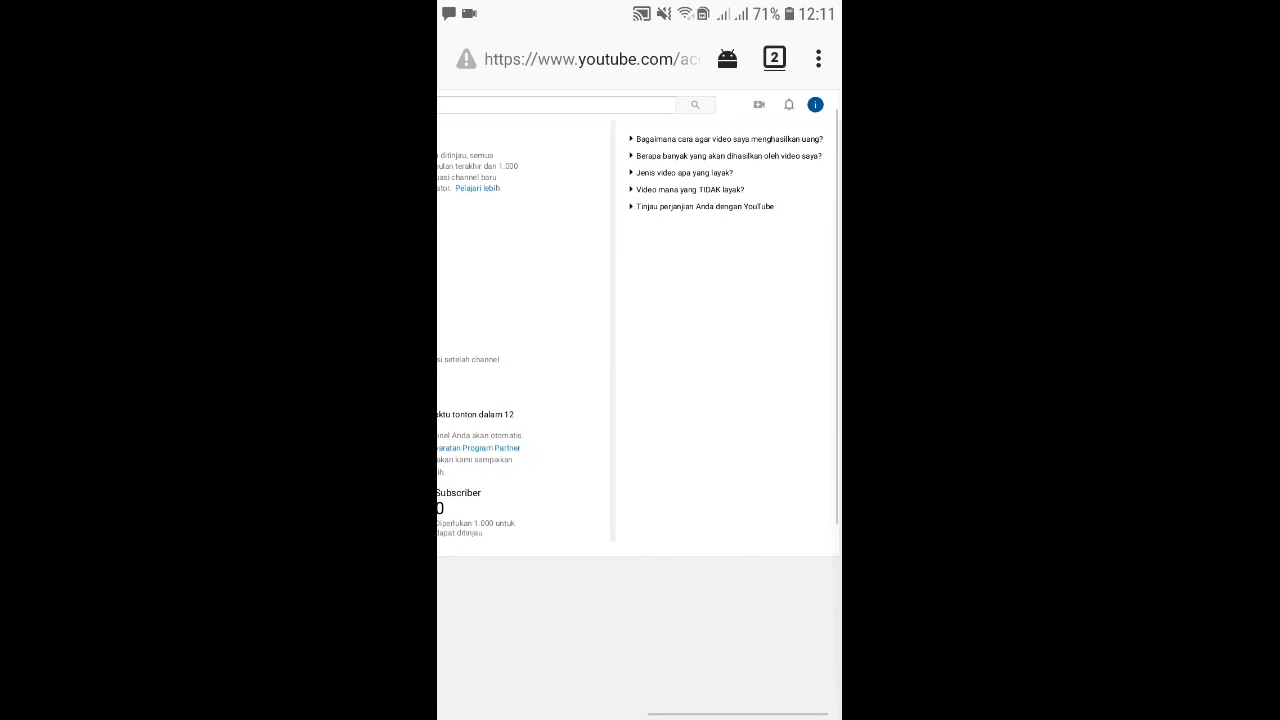 71% 12:11
https://www.youtube.com/acc
2
i
Bagaimana cara agar video saya menghasilkan uang?
Berapa banyak yang akan dihasilkan oleh video saya?
Jenis video apa yang layak?
Video mana yang TIDAK layak?
Tinjau perjanjian Anda dengan YouTube
ditinjau, semua
ulan terakhir dan 1.000
uasi channel baru
ator. Pelajari lebih
si setelah channel
aktu tonton dalam 12
nnel Anda akan otomatis
yaratan Program Partner
akan kami sampaikan
ih.
Subscriber
0
Diperlukan 1.000 untuk
dapat ditinjau